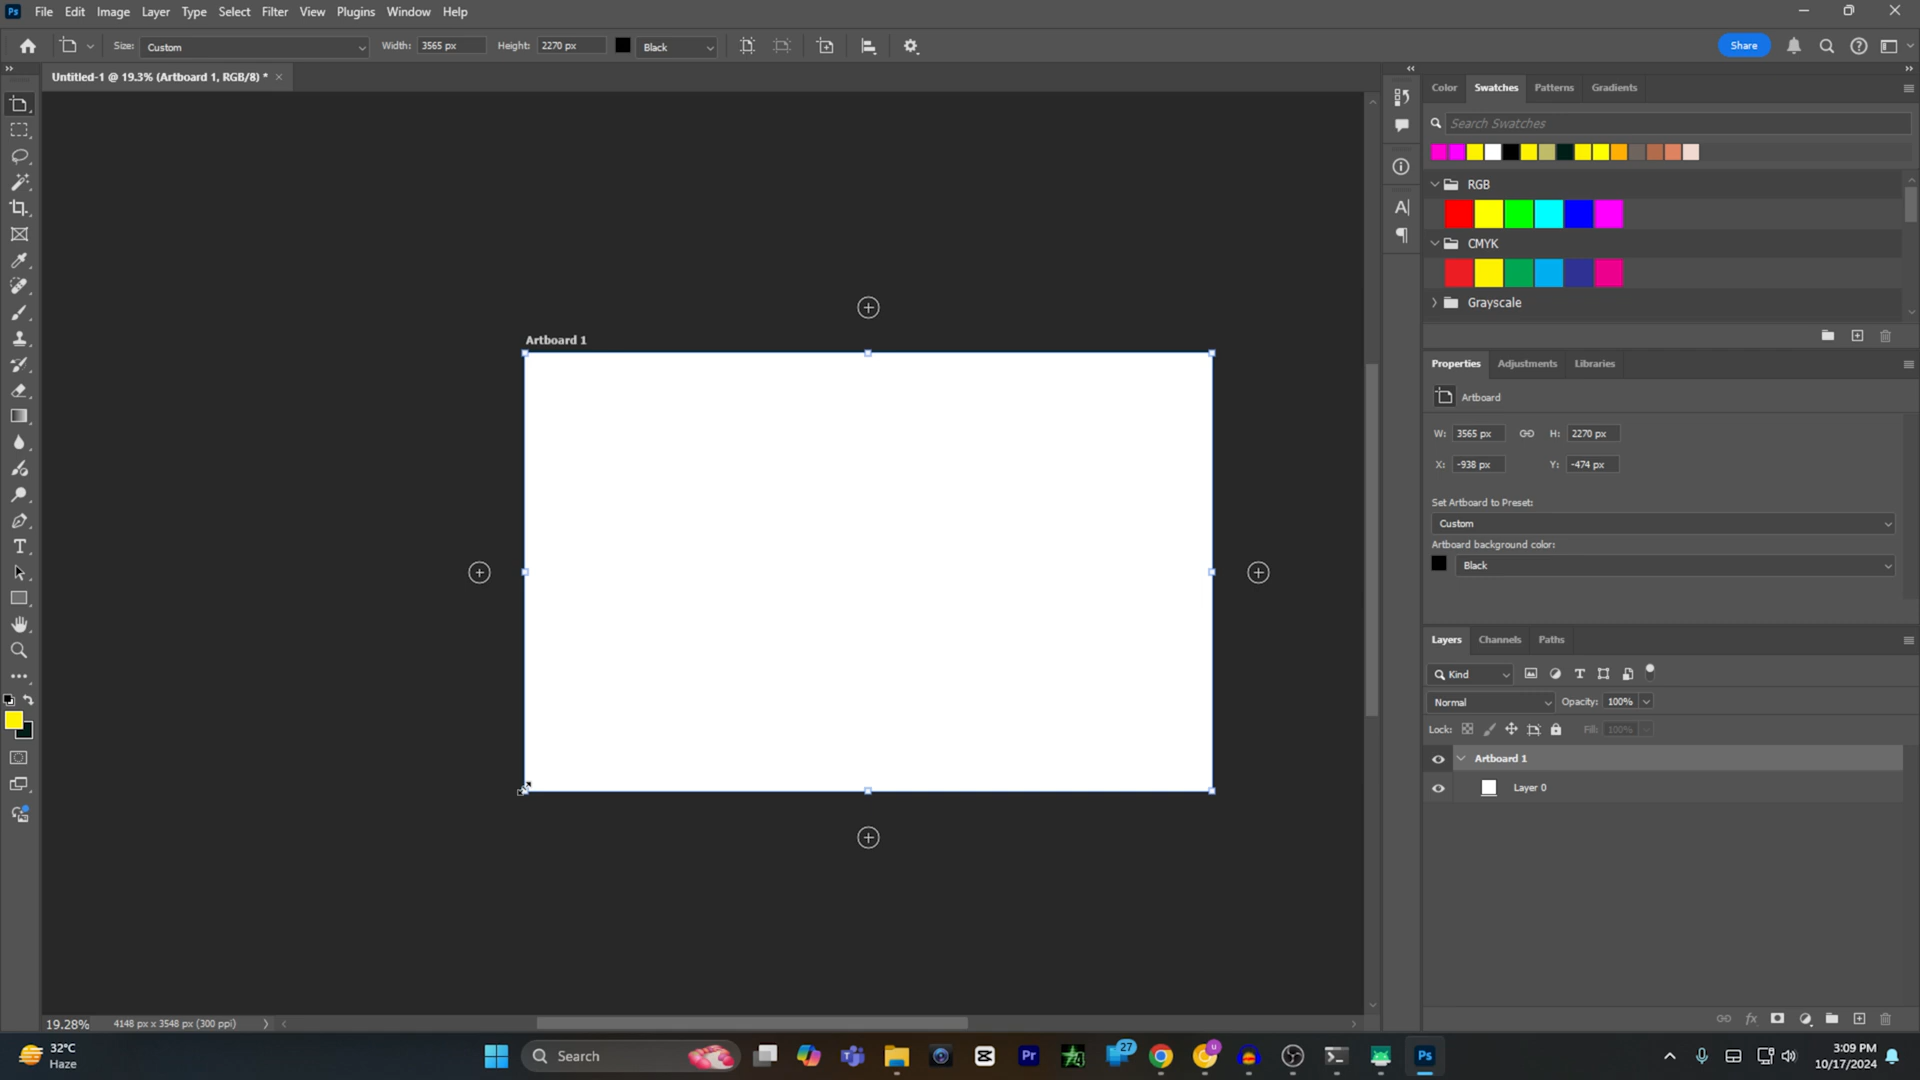 Ps File Edit Image Layer Type Select Filter View Plugins Window Help
Size: Custom Width: 3565 px Height: 2270 px Black Share
Untitled-1 @ 19.3% (Artboard 1, RGB/8) *
Color Swatches Patterns Gradients
Search Swatches
RGB
CMYK
Grayscale
Artboard 1
Properties Adjustments Libraries
Artboard
W: 3565 px H: 2270 px
X: -938 px Y: -474 px
Set Artboard to Preset:
Custom
Artboard background color:
Black
Layers Channels Paths
Kind
Normal Opacity: 100%
Lock: Fill: 100%
Artboard 1
Layer 0
19.28% 4148 px x 3548 px (300 ppi)
32°C
Haze
Search
27
Pr
Ps
3:09 PM
10/17/2024